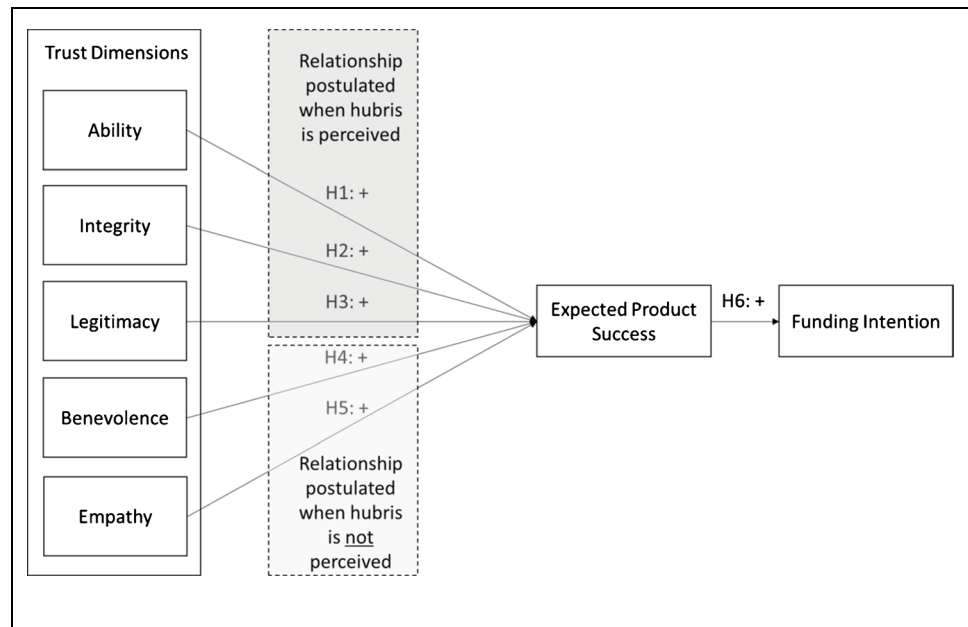 Trust Dimensions
Ability
Integrity
Legitimacy
Benevolence
Empathy
Relationship
postulated
when hubris
is perceived
H1: +
H2: +
H3: +
H4: +
H5: +
Relationship
postulated
when hubris
is not
perceived
Expected Product
Success
H6: +
Funding Intention